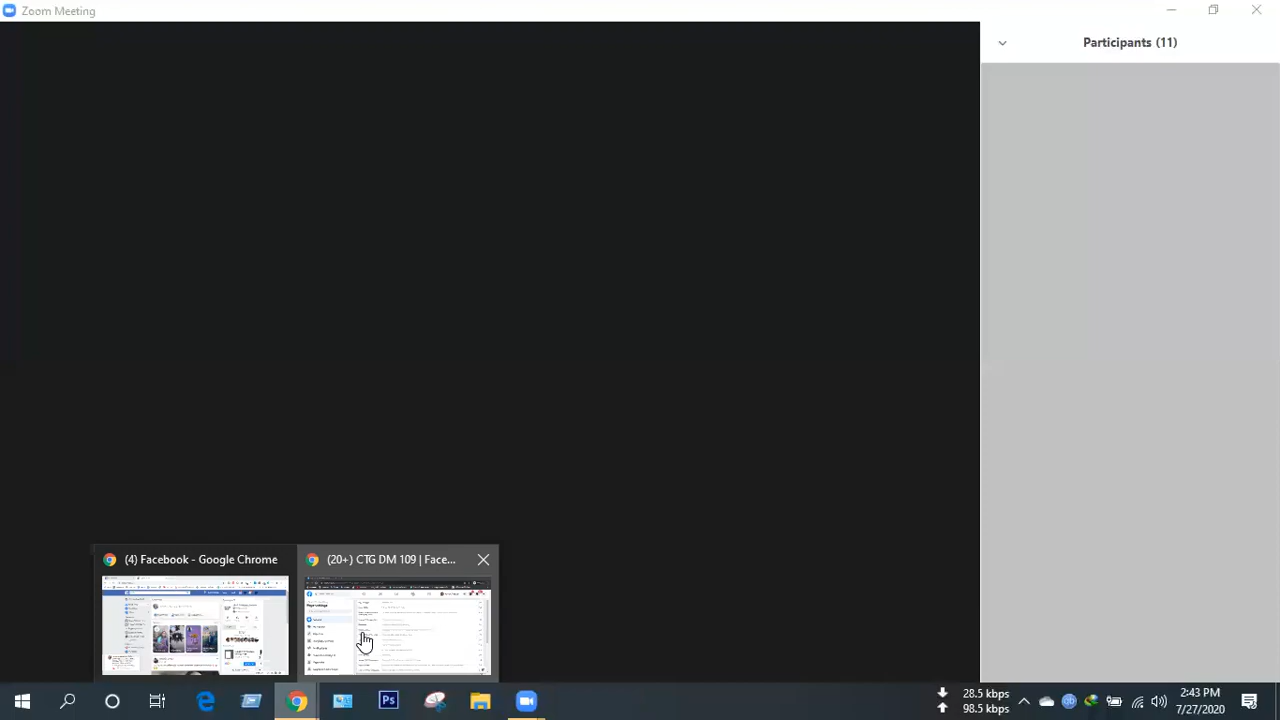 Zoom Meeting
Participants (11)
(4) Facebook - Google Chrome
(20+) CTG DM 109 | Face...
Ps
28.5 kbps
98.5 kbps
2:43 PM
7/27/2020